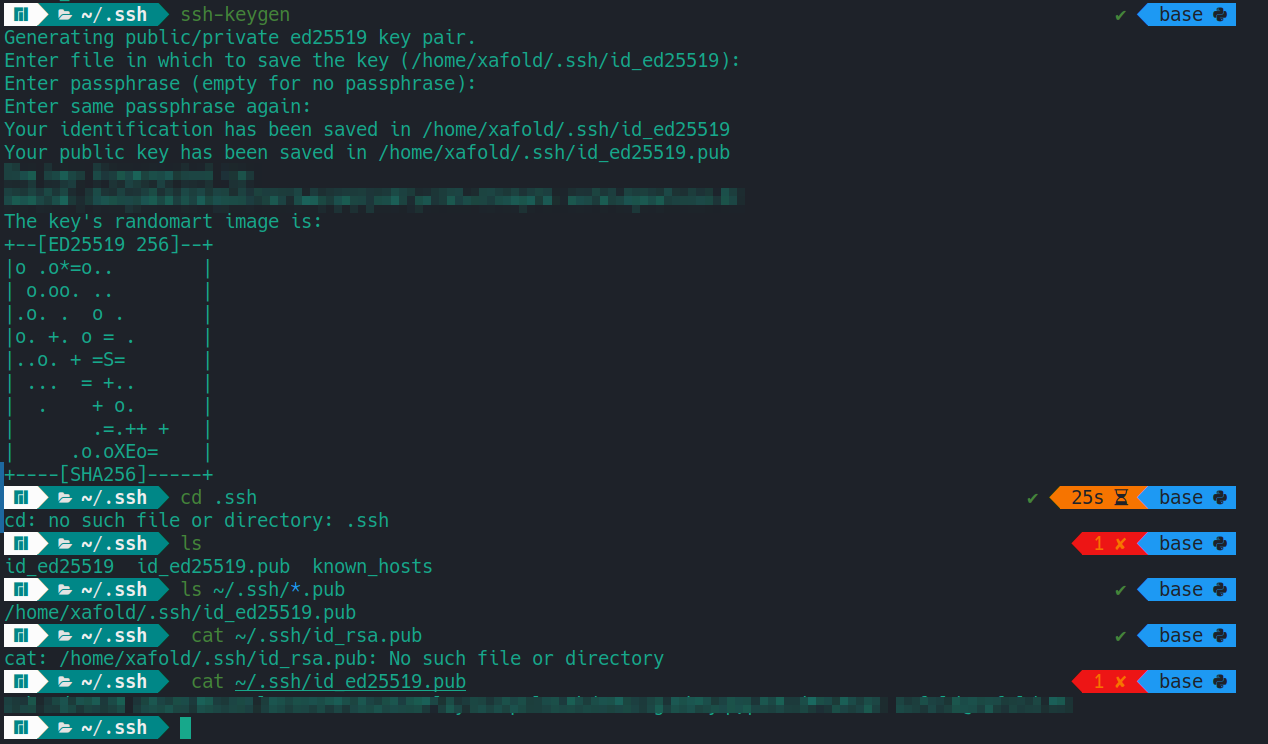 ~/.ssh ssh-keygen ✔ base
Generating public/private ed25519 key pair.
Enter file in which to save the key (/home/xafold/.ssh/id_ed25519):
Enter passphrase (empty for no passphrase):
Enter same passphrase again:
Your identification has been saved in /home/xafold/.ssh/id_ed25519
Your public key has been saved in /home/xafold/.ssh/id_ed25519.pub
The key's randomart image is:
+--[ED25519 256]--+
|o .o*=o..        |
| o.oo. ..        |
|.o. .  o .       |
|o. +. o = .      |
|..o. + =S=       |
| ...  = +..      |
|  .    + o.      |
|       .=.++ +   |
|     .o.oXEo=    |
+----[SHA256]-----+
~/.ssh cd .ssh ✔ 25s base
cd: no such file or directory: .ssh
~/.ssh ls 1 ✘ base
id_ed25519  id_ed25519.pub  known_hosts
~/.ssh ls ~/.ssh/*.pub ✔ base
/home/xafold/.ssh/id_ed25519.pub
~/.ssh cat ~/.ssh/id_rsa.pub ✔ base
cat: /home/xafold/.ssh/id_rsa.pub: No such file or directory
~/.ssh cat ~/.ssh/id_ed25519.pub 1 ✘ base
~/.ssh